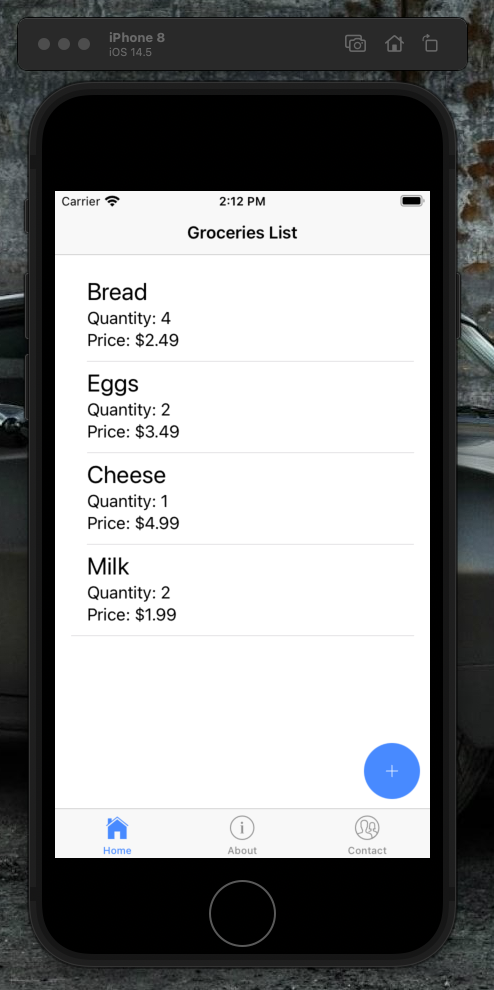 iPhone 8
iOS 14.5
Carrier 2:12 PM
Groceries List
Bread
Quantity: 4
Price: $2.49
Eggs
Quantity: 2
Price: $3.49
Cheese
Quantity: 1
Price: $4.99
Milk
Quantity: 2
Price: $1.99
+
Home About Contact